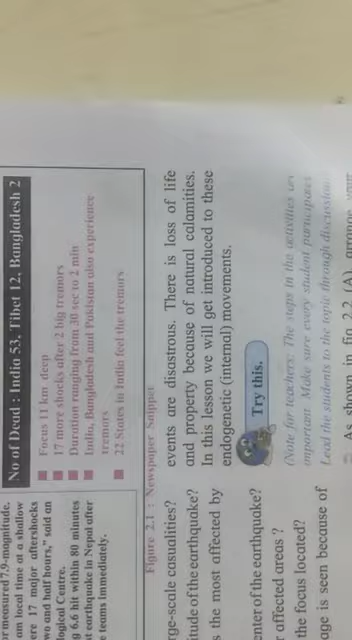 r measured 7.9-magnitude.
am local time at a shallow
ere 17 major aftershocks
wo and half hours," said an
logical Centre.
g 6.6 hit within 80 minutes
t earthquake in Nepal after
e teams immediately.
No of Dead : India 53, Tibet 12, Bangladesh 2
Focus 11 km deep
17 more shocks after 2 big tremors
Duration ranging from 30 sec to 2 min
India, Bangladesh and Pakistan also experience
tremors
22 States in India feel the tremors
Figure 2.1 : Newspaper Snippet
rge-scale casualities?
itude of the earthquake?
s the most affected by
ter of the earthquake?
r affected areas ?
the focus located?
age is seen because of
events are disastrous. There is loss of life
and property because of natural calamities.
In this lesson we will get introduced to these
endogenetic (internal) movements.
Try this.
(Note for teachers: The steps in the activities are
important. Make sure every student participates
Lead the students to the topic through discussion
As shown in fig 2.2 (A), arrange your